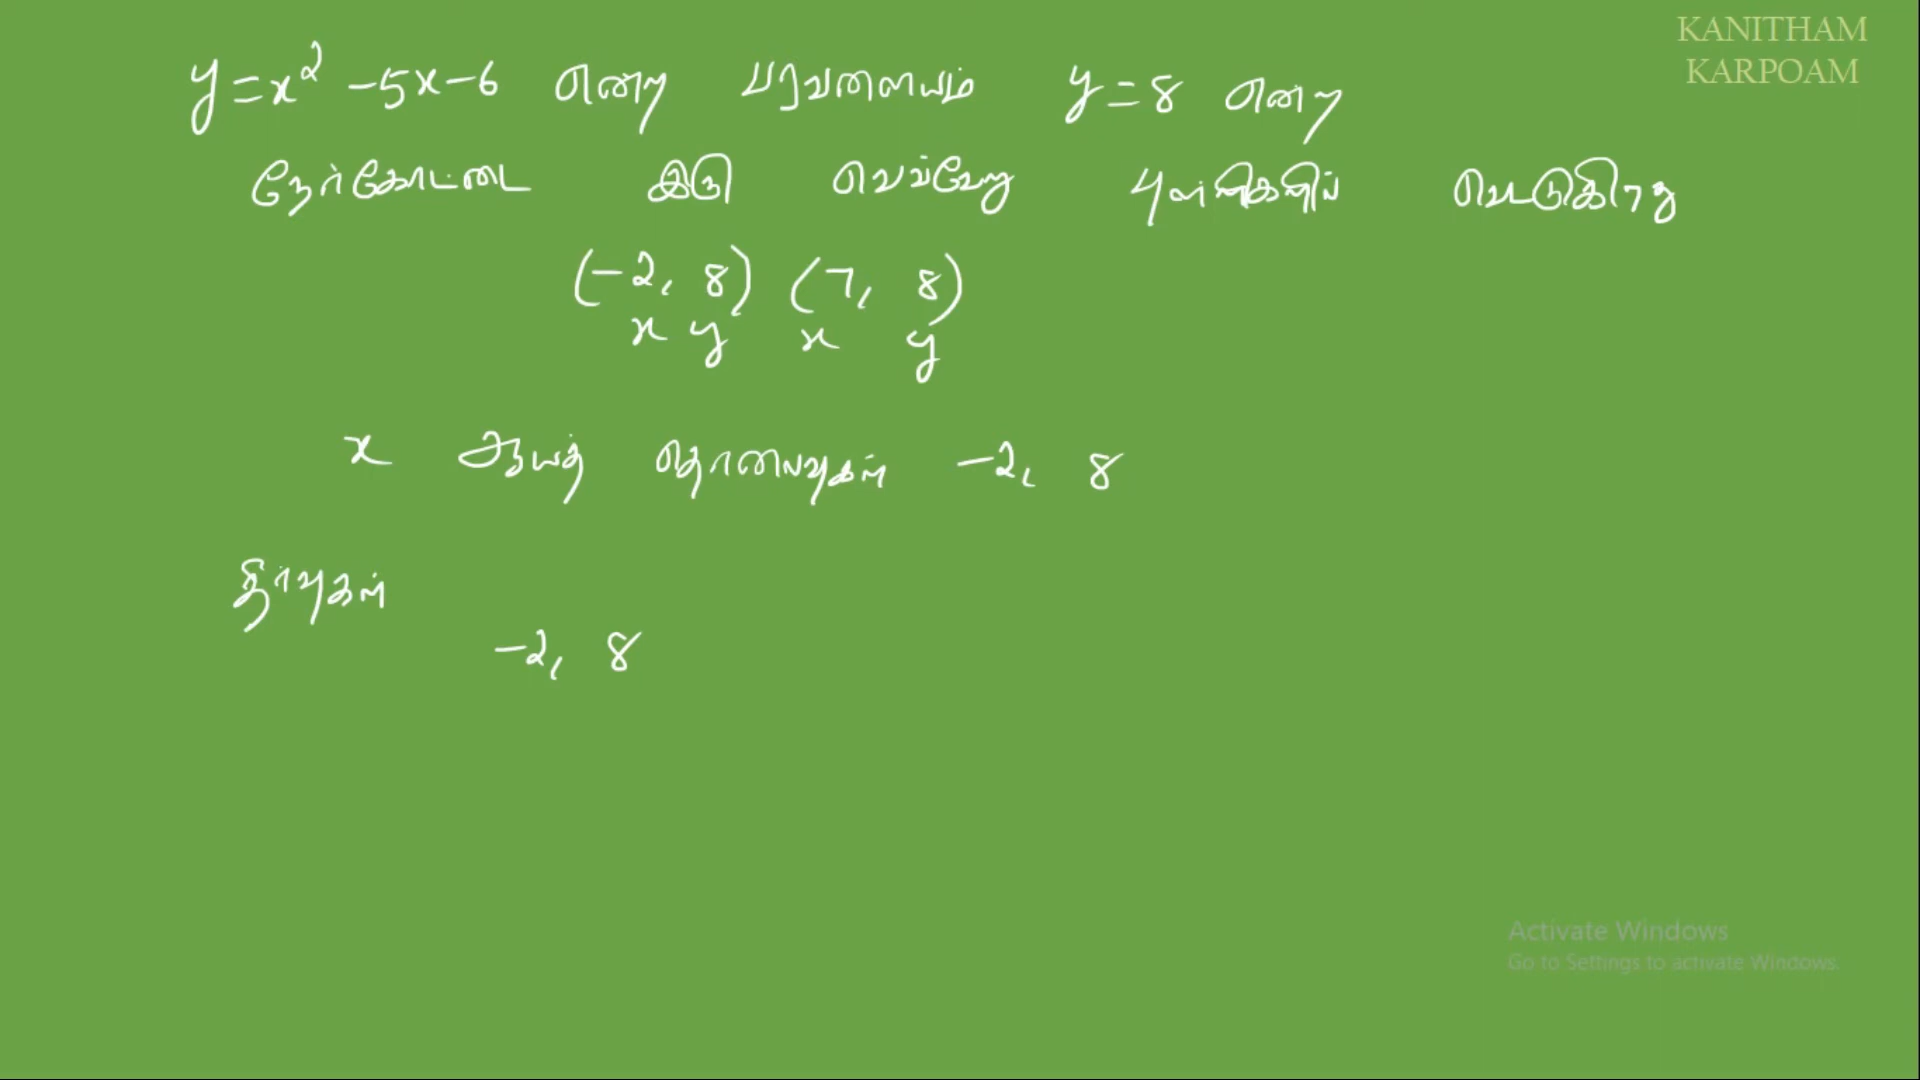 KANITHAM
KARPOAM
y = x² - 5x - 6 என்ற பரவளையம் y = 8 என்ற
நேர்கோட்டை இரு வெவ்வேறு புள்ளிகளில் வெட்டுகிறது
(-2, 8) (7, 8)
x y x y
x ஆயத் தொலைவுகள் -2, 8
தீர்வுகள்
-2, 8
Activate Windows
Go to Settings to activate Windows.